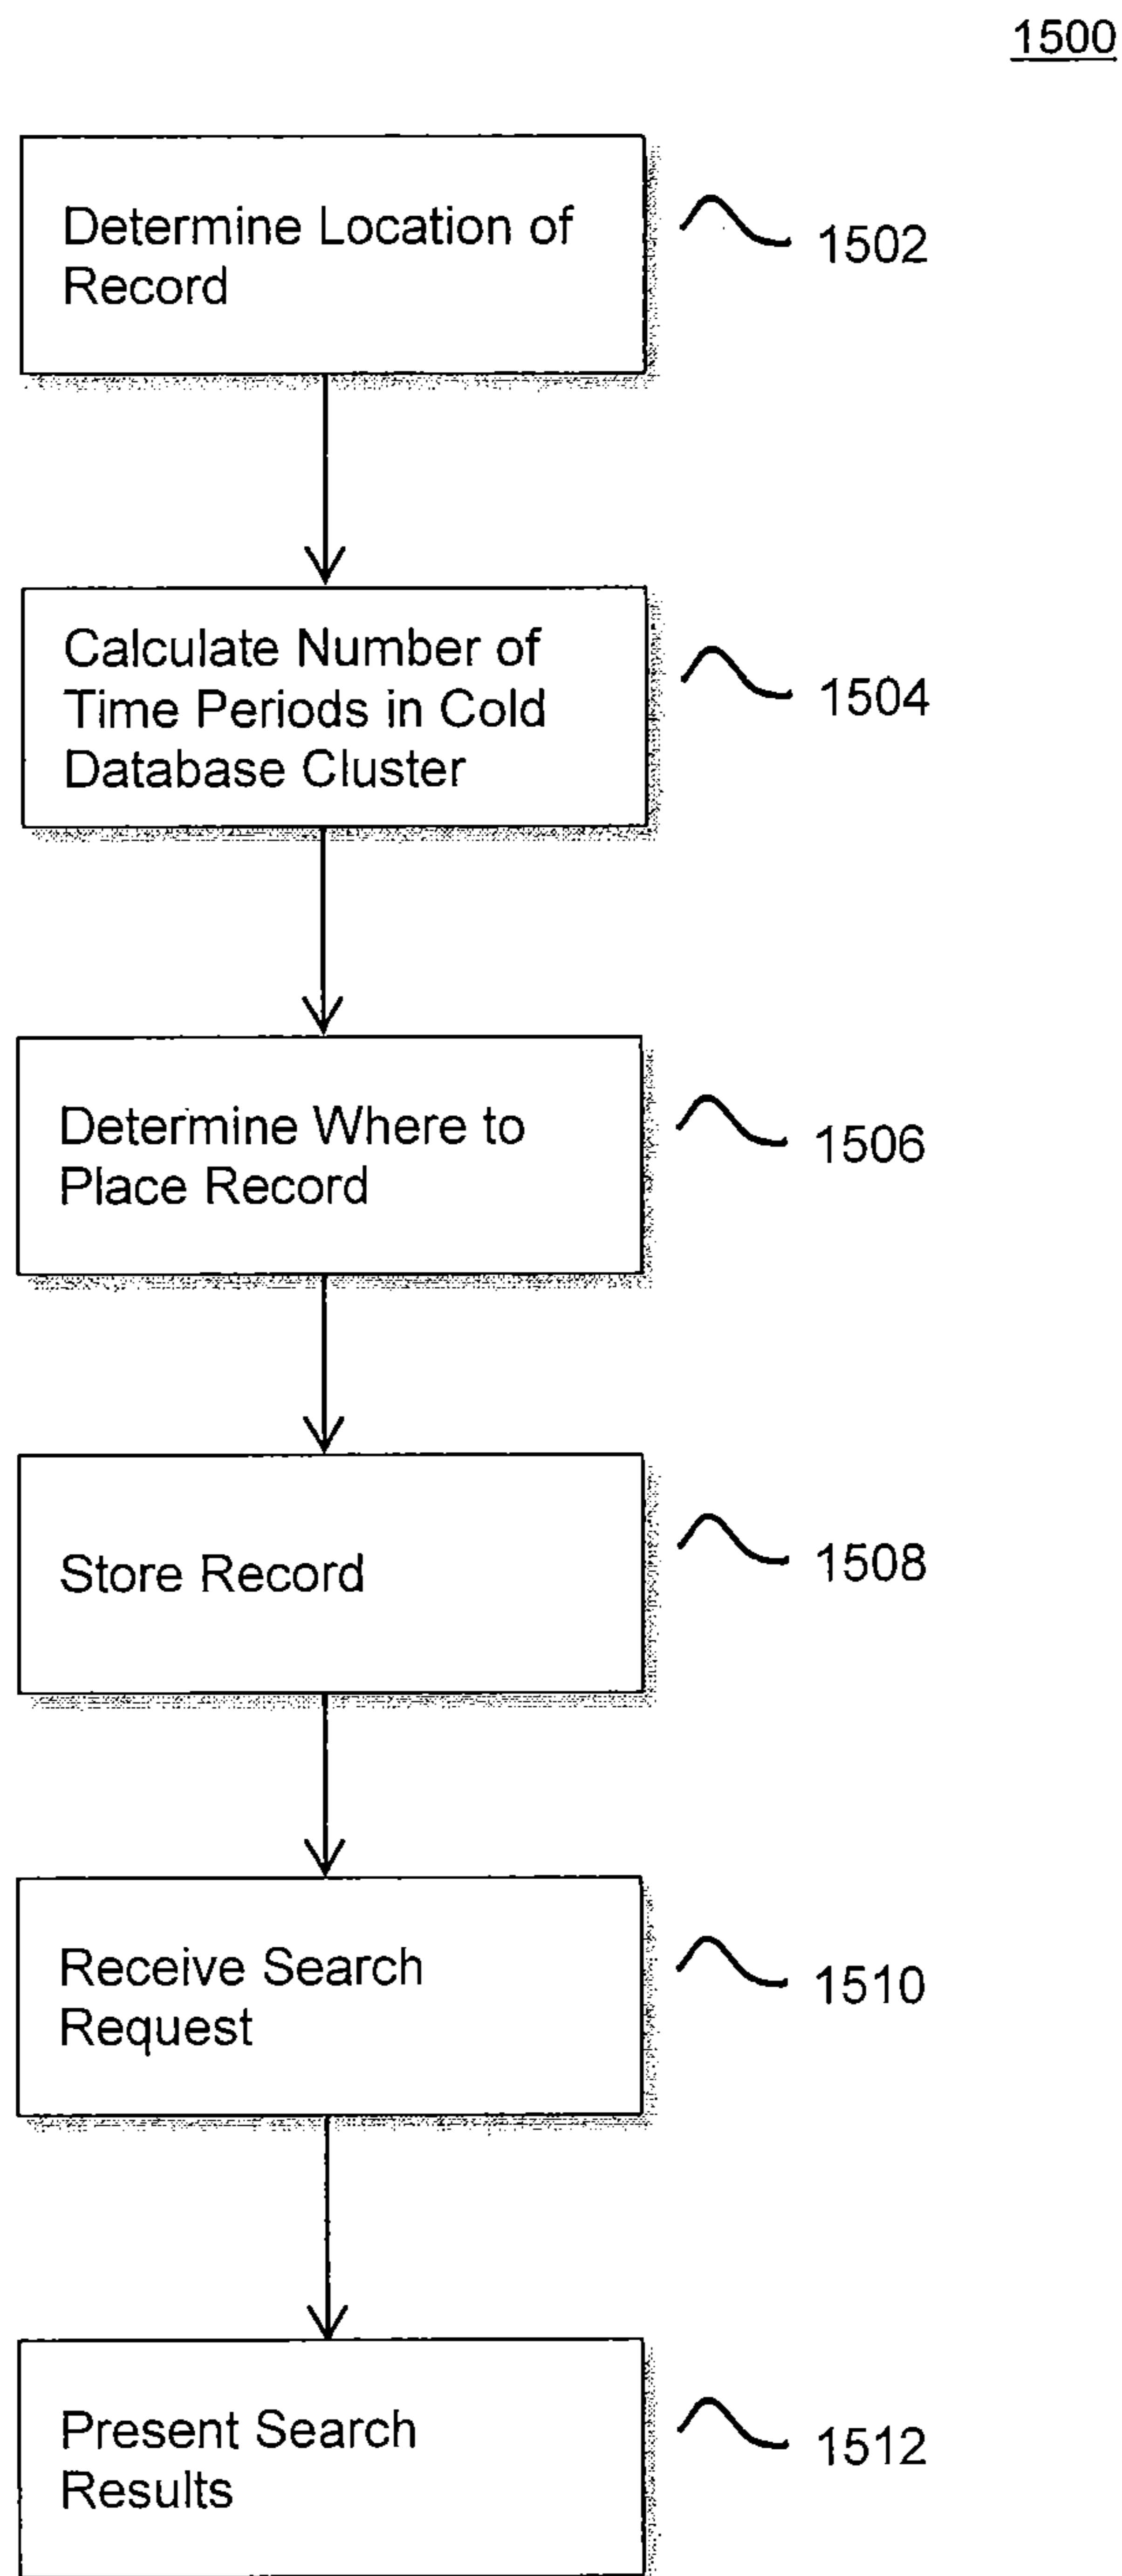 1500
Determine Location of
Record
1502
Calculate Number of
Time Periods in Cold
Database Cluster
1504
Determine Where to
Place Record
1506
Store Record
1508
Receive Search
Request
1510
Present Search
Results
1512